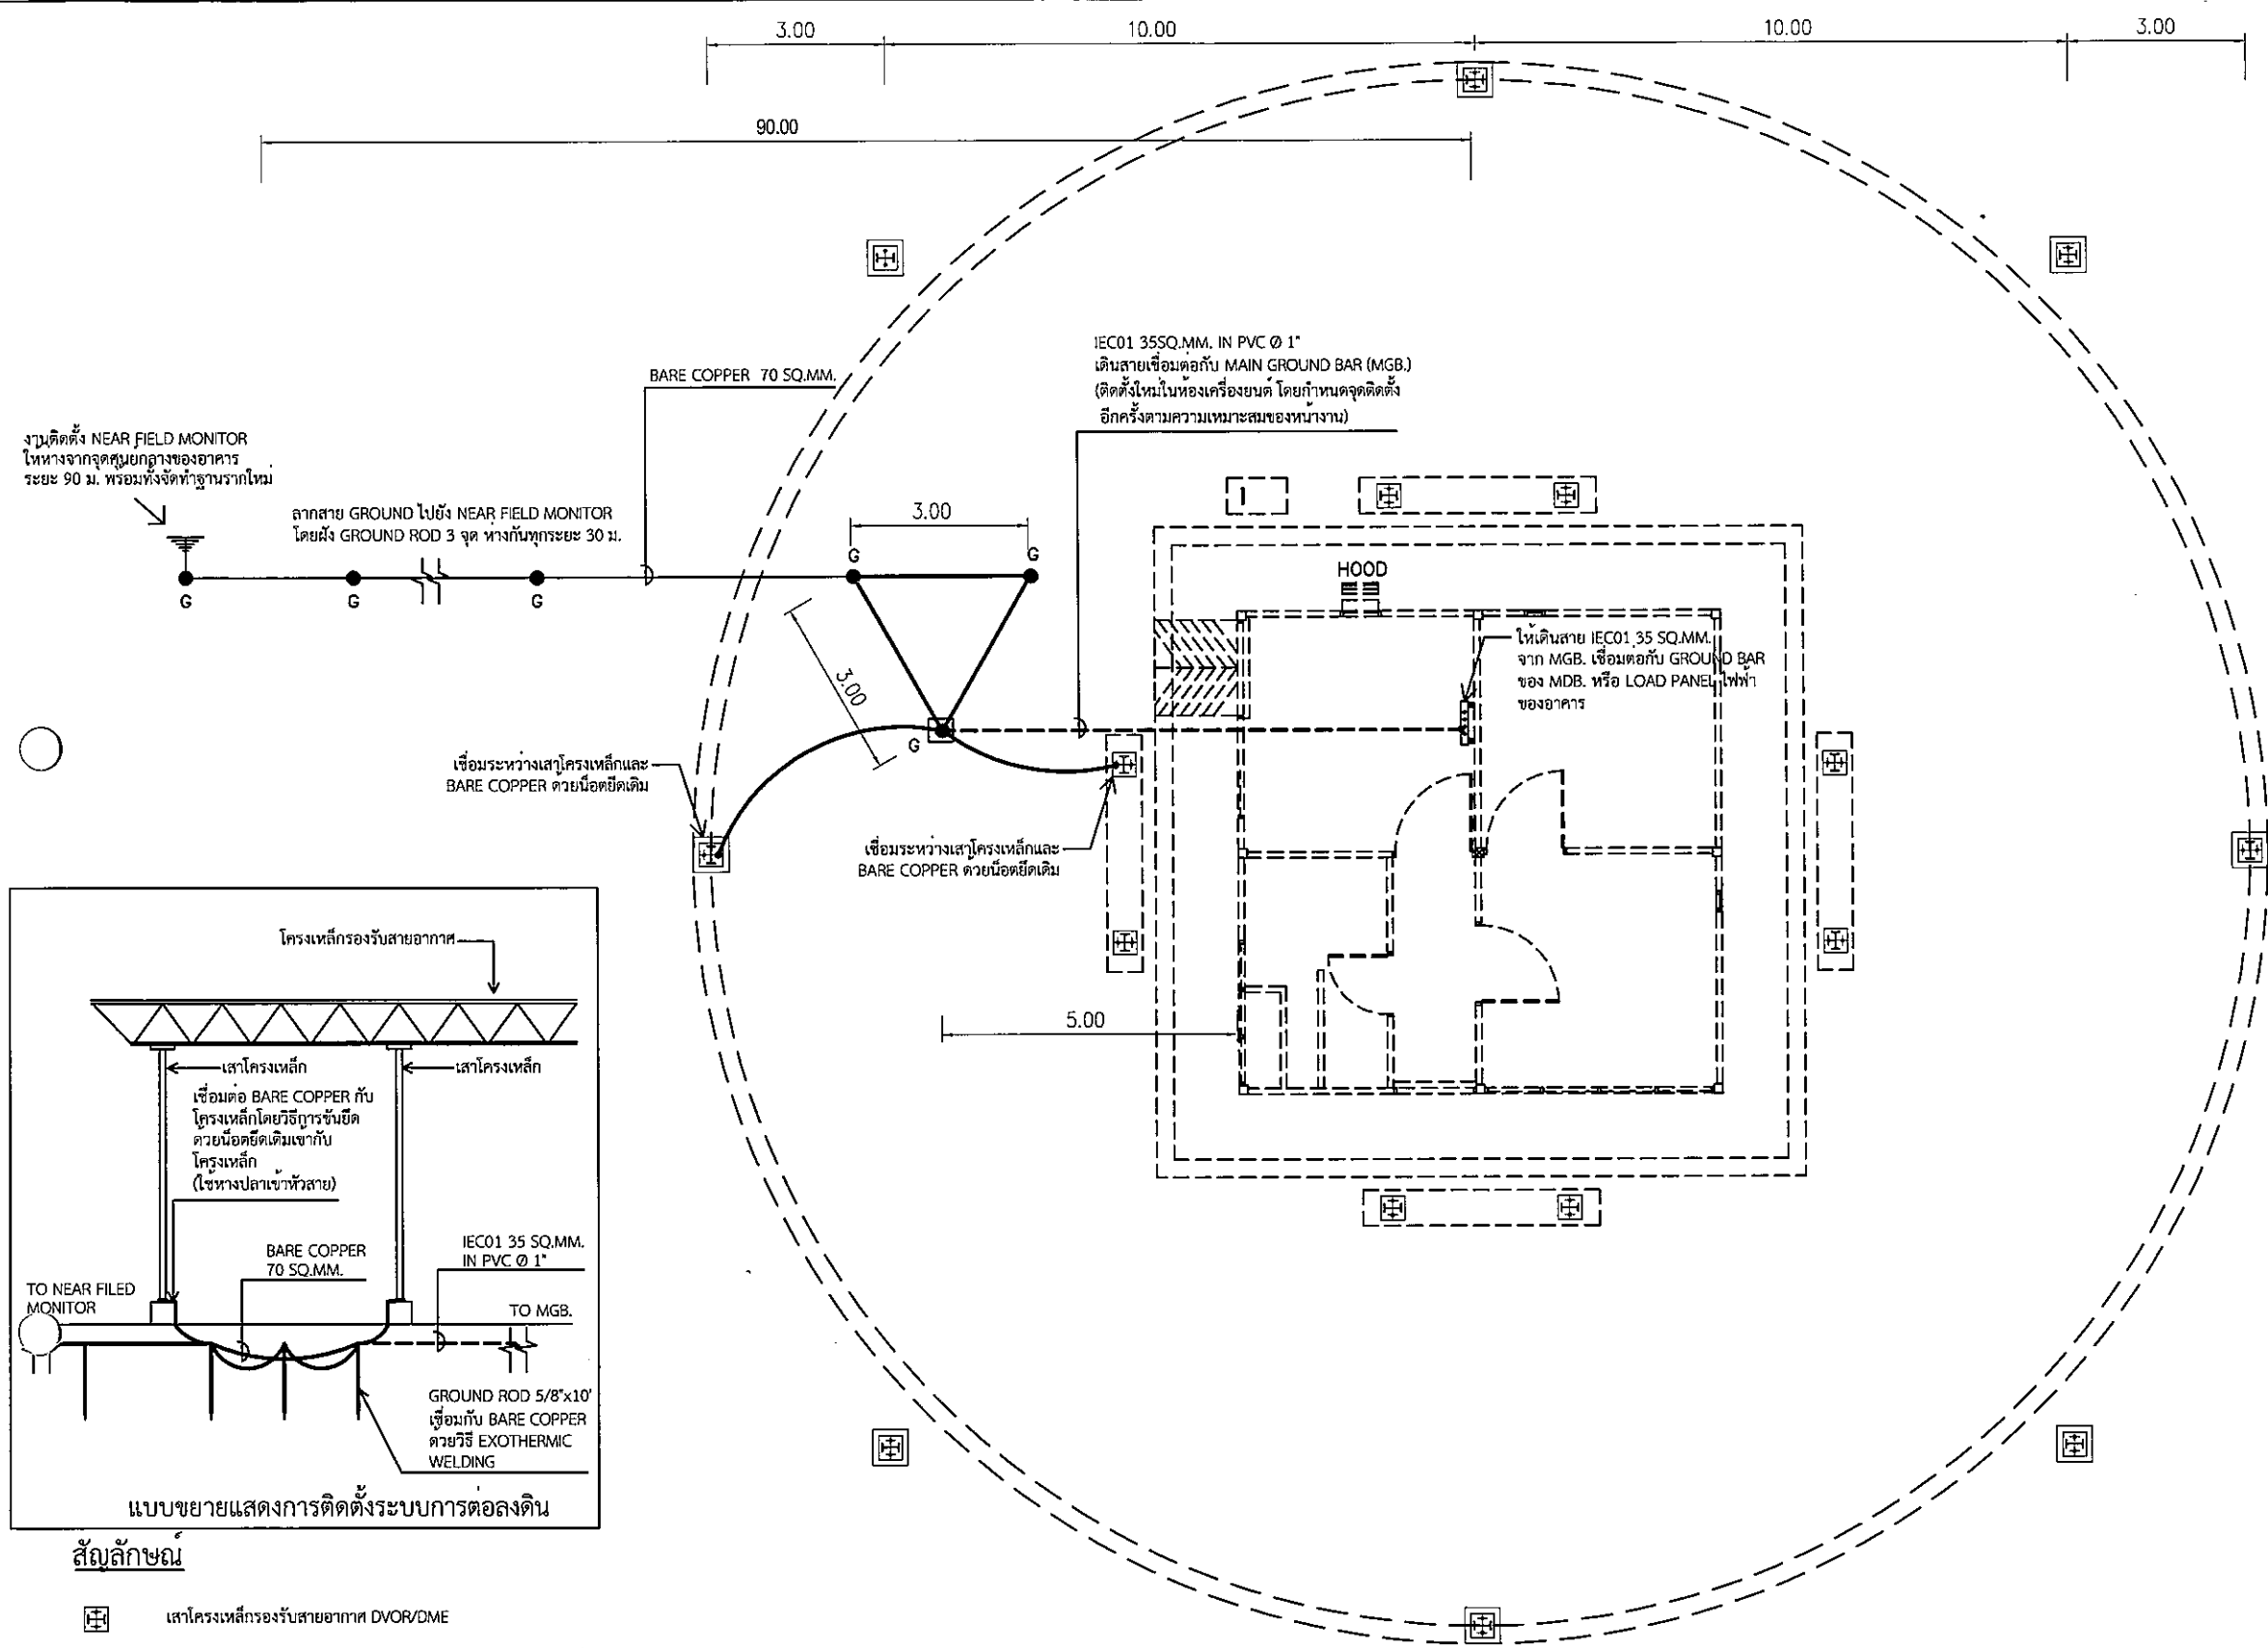 3.00
10.00
10.00
3.00
90.00
BARE COPPER 70 SQ.MM.
IEC01 35SQ.MM. IN PVC Ø 1"
เดินสายเชื่อมต่อกับ MAIN GROUND BAR (MGB.)
(ติดตั้งใหม่ในห้องเครื่องยนต์ โดยกำหนดจุดติดตั้ง
อีกครั้งตามความเหมาะสมของหน้างาน)
งานติดตั้ง NEAR FIELD MONITOR
ให้ห่างจากจุดศูนยกลางของอาคาร
ระยะ 90 ม. พร้อมทั้งจัดทำฐานรากใหม่
ลากสาย GROUND ไปยัง NEAR FIELD MONITOR
โดยฝัง GROUND ROD 3 จุด ห่างกันทุกระยะ 30 ม.
3.00
G
G
G
G
G
HOOD
ให้เดินสาย IEC01 35 SQ.MM.
จาก MGB. เชื่อมต่อกับ GROUND BAR
ของ MDB. หรือ LOAD PANEL ไฟฟ้า
ของอาคาร
3.00
G
เชื่อมระหว่างเสาโครงเหล็กและ
BARE COPPER ด้วยน็อตยึดเดิม
เชื่อมระหว่างเสาโครงเหล็กและ
BARE COPPER ด้วยน็อตยึดเดิม
5.00
โครงเหล็กรองรับสายอากาศ
เสาโครงเหล็ก
เสาโครงเหล็ก
เชื่อมต่อ BARE COPPER กับ
โครงเหล็กโดยวิธีการขันยึด
ด้วยน็อตยึดเดิมเข้ากับ
โครงเหล็ก
(ใช้หางปลาเข้าหัวสาย)
BARE COPPER
70 SQ.MM.
IEC01 35 SQ.MM.
IN PVC Ø 1"
TO NEAR FILED
MONITOR
TO MGB.
GROUND ROD 5/8"x10'
เชื่อมกับ BARE COPPER
ด้วยวิธี EXOTHERMIC
WELDING
แบบขยายแสดงการติดตั้งระบบการต่อลงดิน
สัญลักษณ์
เสาโครงเหล็กรองรับสายอากาศ DVOR/DME